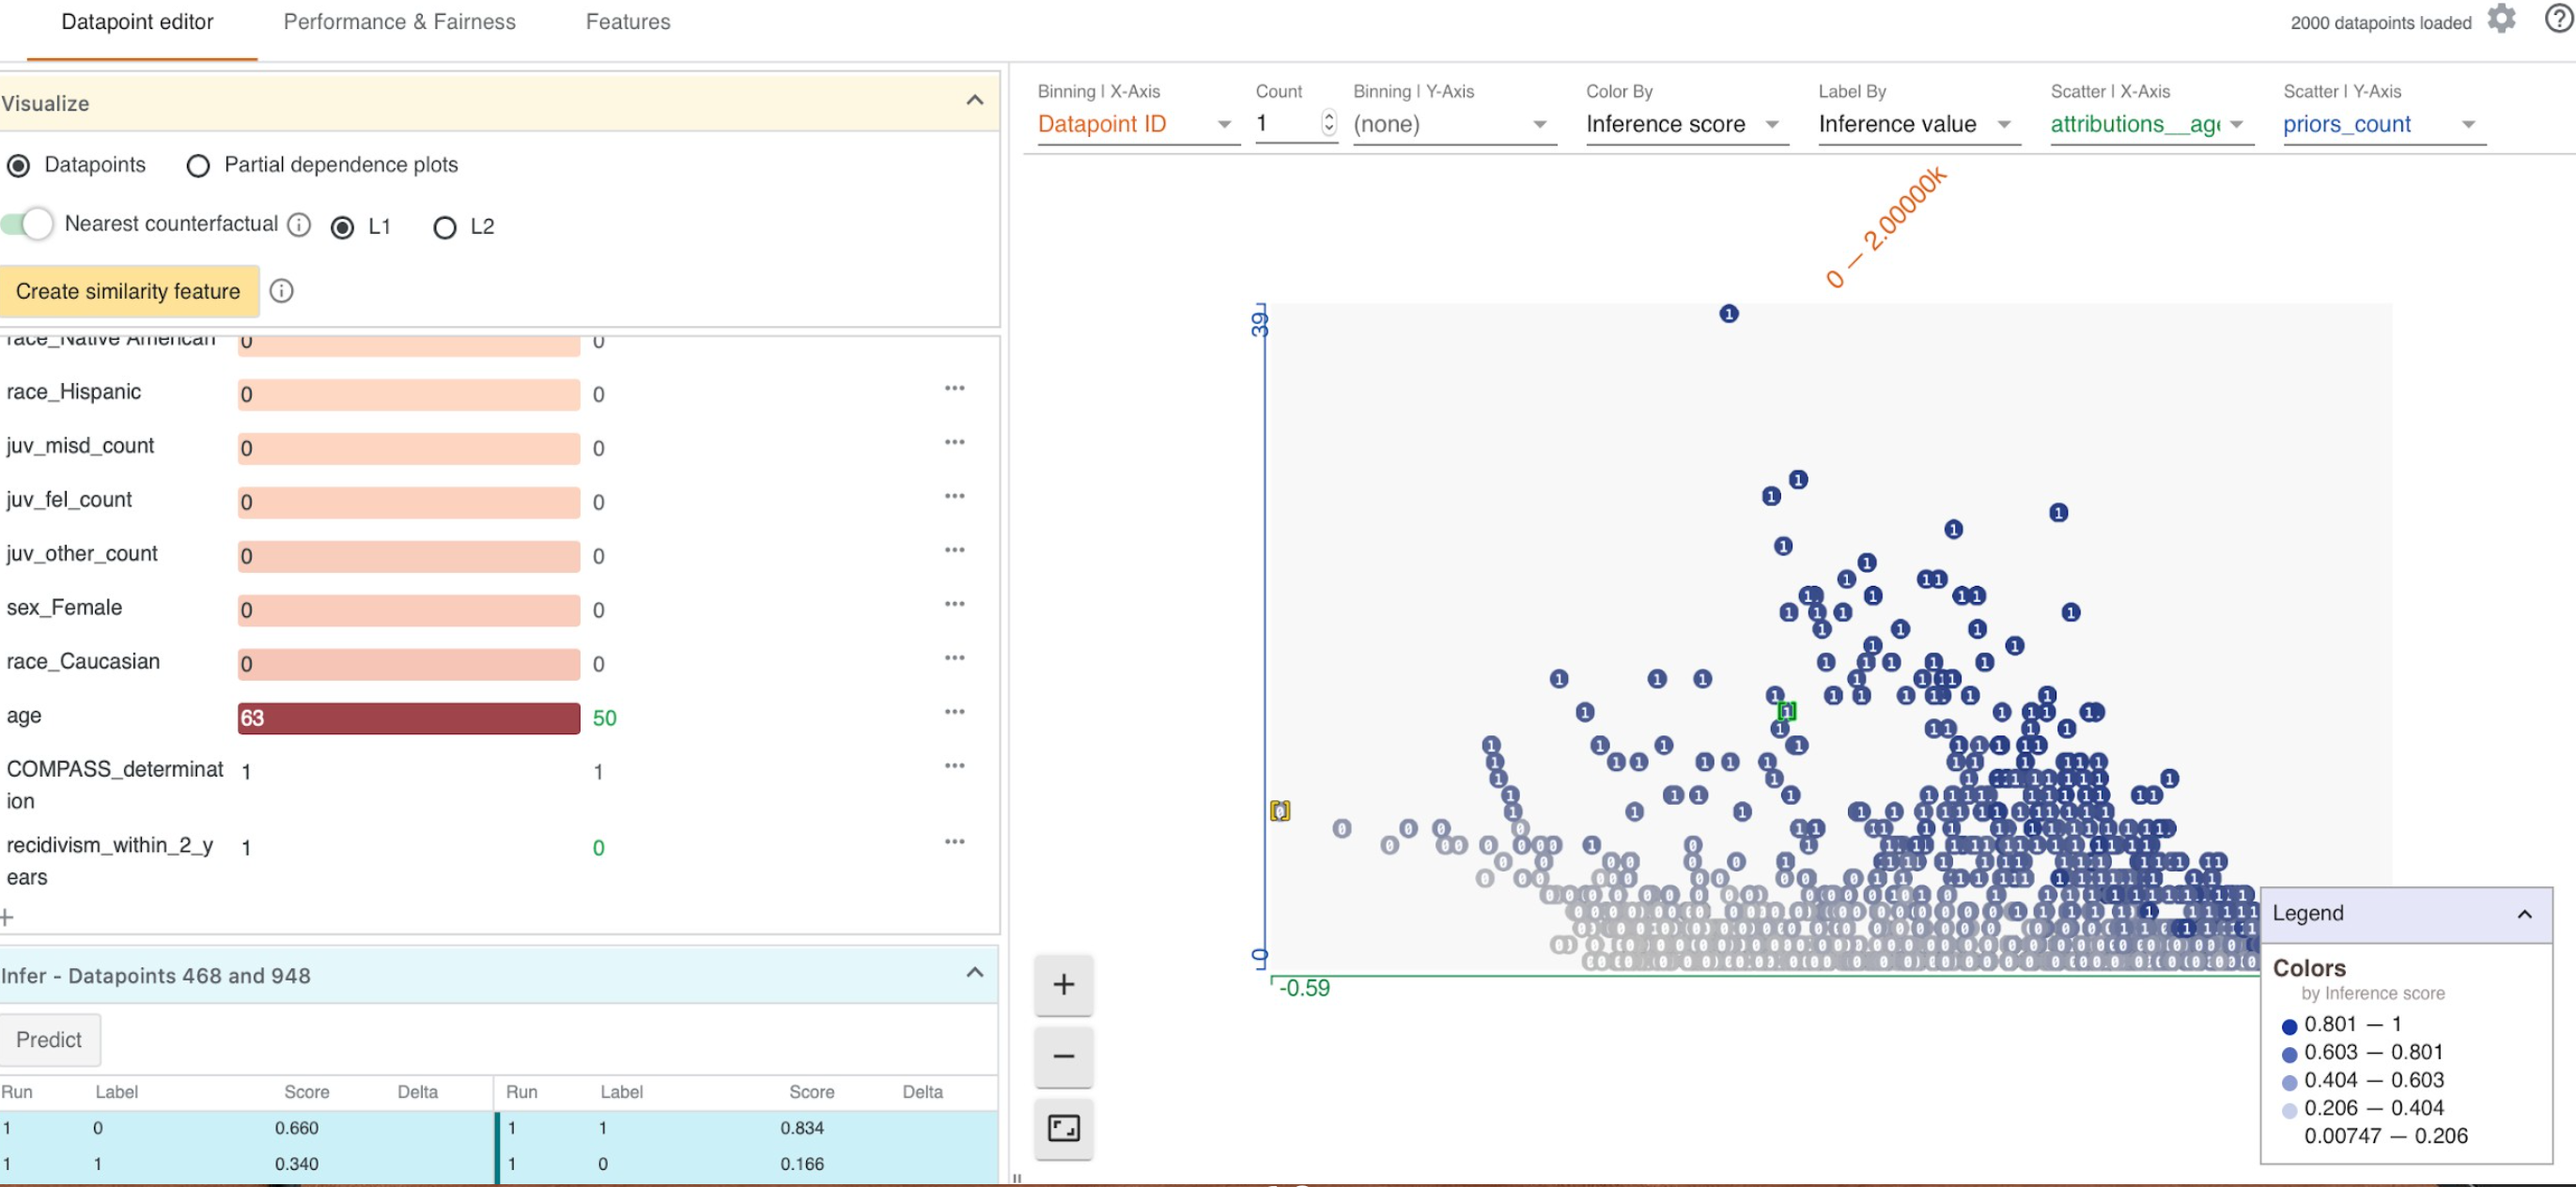 Datapoint editor Performance & Fairness Features 2000 datapoints loaded
Visualize
Datapoints Partial dependence plots
Nearest counterfactual L1 L2
Create similarity feature
race_Native American 0 0
race_Hispanic 0 0
juv_misd_count 0 0
juv_fel_count 0 0
juv_other_count 0 0
sex_Female 0 0
race_Caucasian 0 0
age 63 50
COMPASS_determinat 1 1
ion
recidivism_within_2_y 1 0
ears
+
Infer - Datapoints 468 and 948
Predict
Run Label Score Delta Run Label Score Delta
1 0 0.660 1 1 0.834
1 1 0.340 1 0 0.166
Binning | X-Axis Count Binning | Y-Axis Color By Label By Scatter | X-Axis Scatter | Y-Axis
Datapoint ID 1 (none) Inference score Inference value attributions__age priors_count
0 — 2.00000k
39
0
-0.59
Legend
Colors
by Inference score
0.801 — 1
0.603 — 0.801
0.404 — 0.603
0.206 — 0.404
0.00747 — 0.206